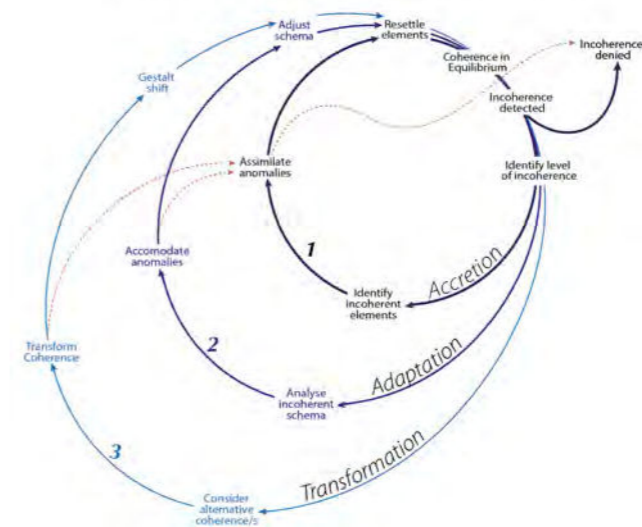 Adjust
schema
Resettle
elements
Coherence in
Equilibrium
Incoherence
denied
Gestalt
shift
Incoherence
detected
Assimilate
anomalies
Identify level
of incoherence
Accomodate
anomalies
1
Accretion
Identify
incoherent
elements
Transform
Coherence
2
Adaptation
Analyse
incoherent
schema
3
Transformation
Consider
alternative
coherence/s